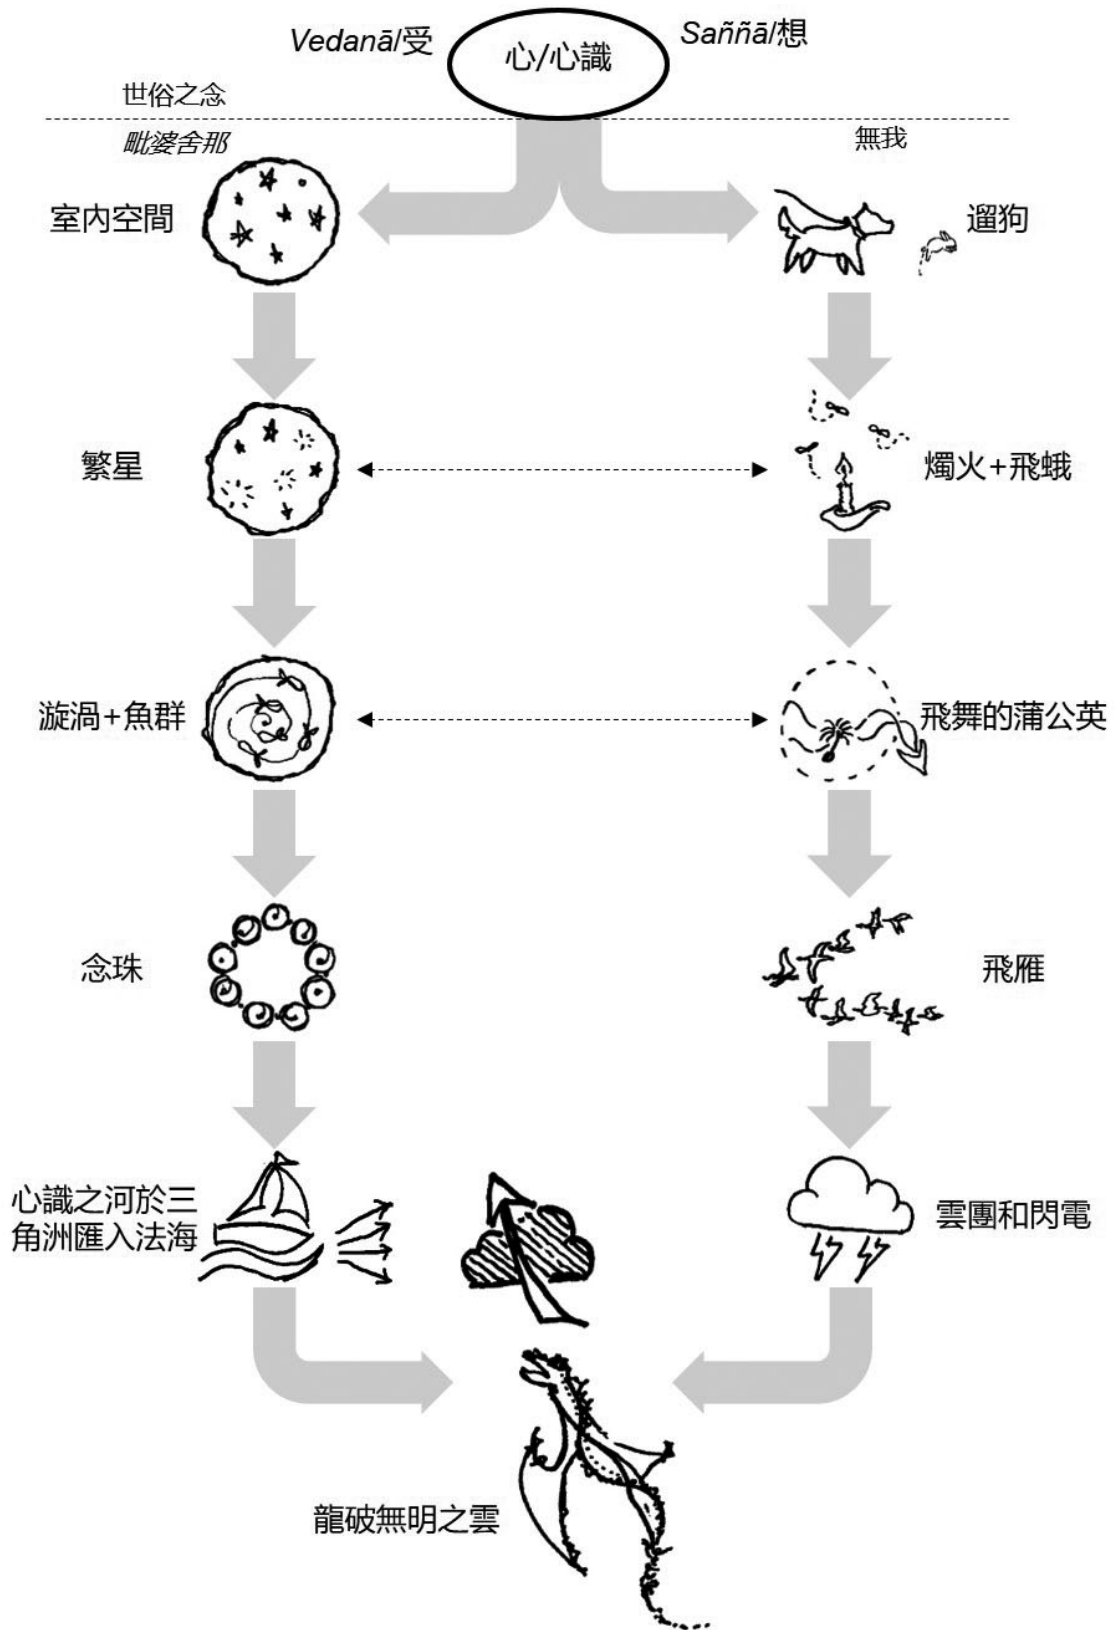 Vedanā/受
心/心識
Saññā/想
世俗之念
毗婆舍那
無我
室內空間
遛狗
繁星
燭火+飛蛾
漩渦+魚群
飛舞的蒲公英
念珠
飛雁
心識之河於三
角洲匯入法海
雲團和閃電
龍破無明之雲